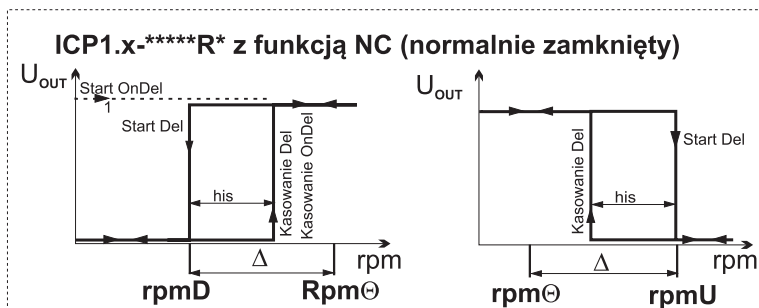 ICP1.x-*****R* z funkcją NC (normalnie zamknięty)
UOUT
Start OnDel
1
Start Del
his
Kasowanie Del
Kasowanie OnDel
rpm
Δ
rpmD
RpmΘ
UOUT
Start Del
his
Kasowanie Del
rpm
Δ
rpmΘ
rpmU